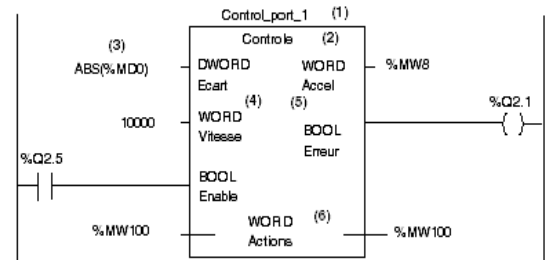 Control_port_1 (1)
Controle (2)
(3)
ABS(%MD0)
DWORD
Ecart
WORD
Accel
%MW8
(4)
(5)
10000
WORD
Vitesse
BOOL
Erreur
%Q2.1
%Q2.5
BOOL
Enable
%MW100
WORD (6)
Actions
%MW100